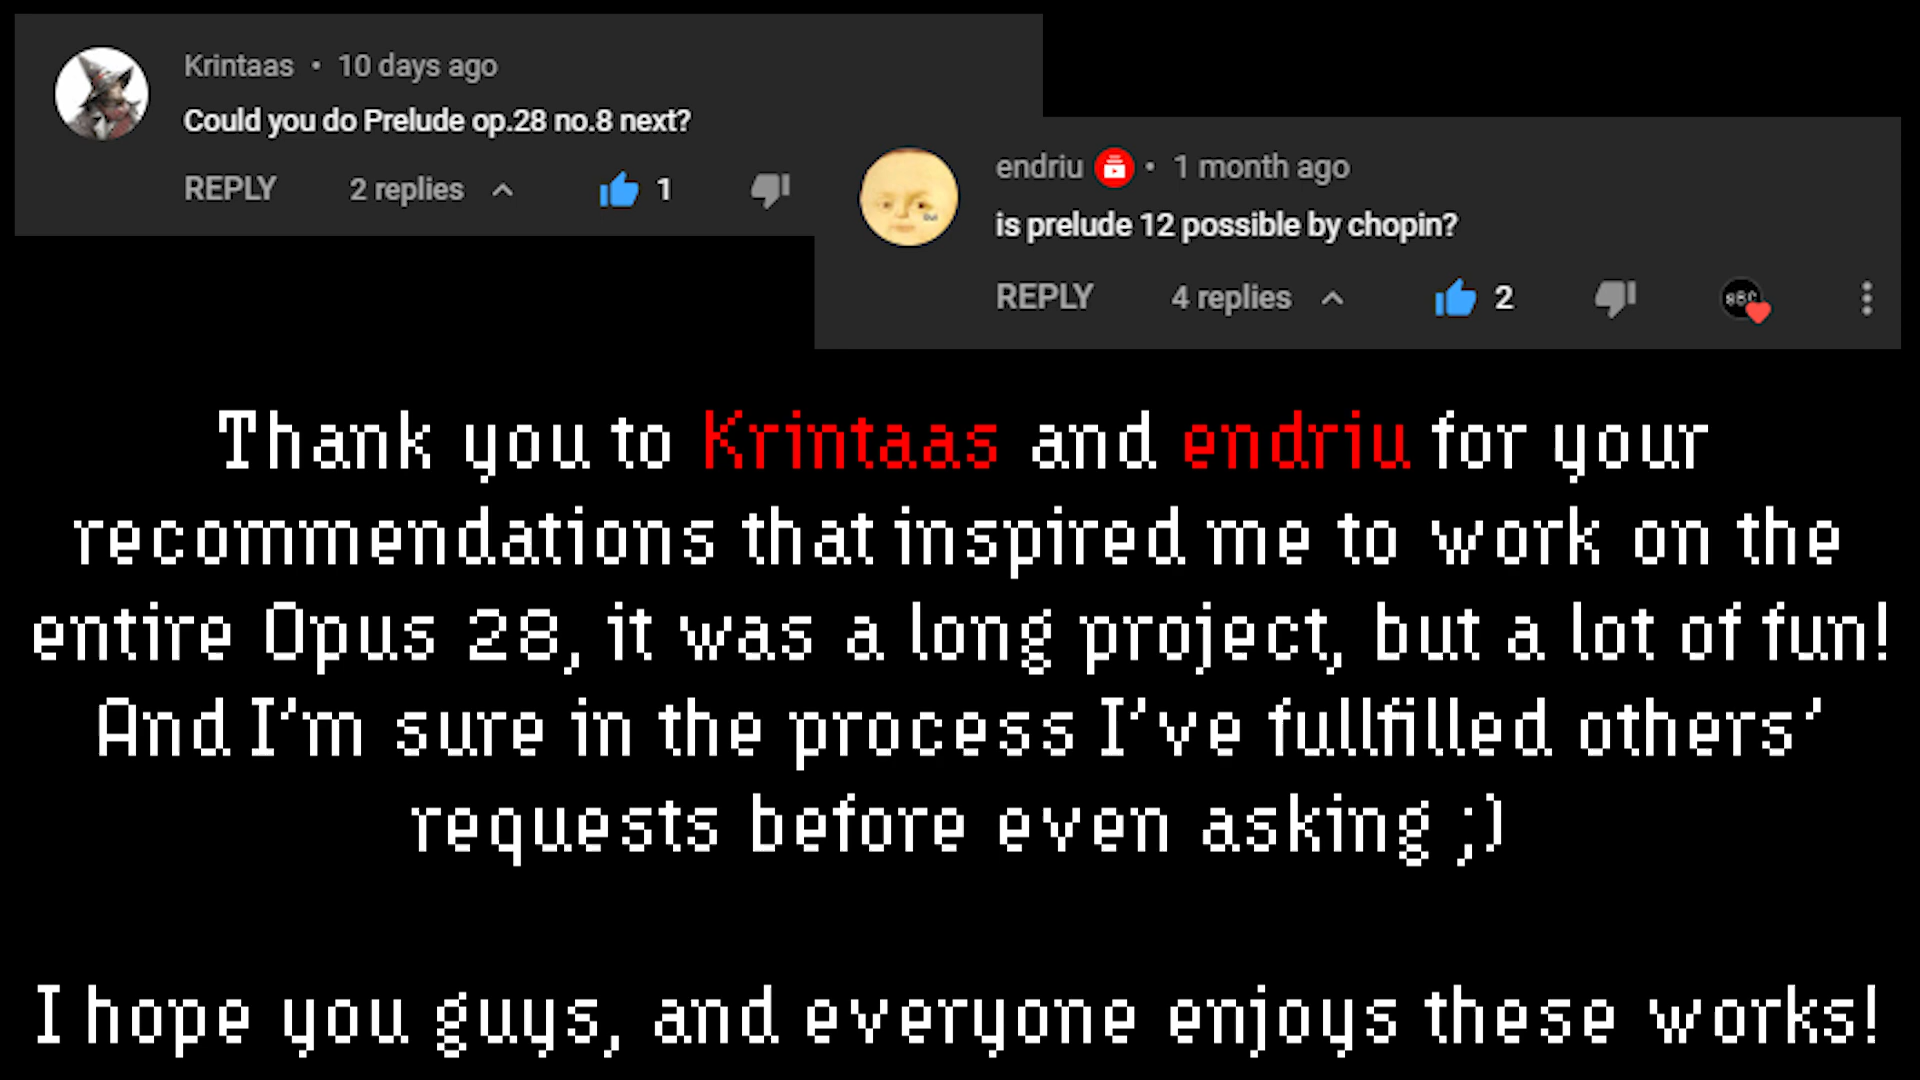 Krintaas • 10 days ago
Could you do Prelude op.28 no.8 next?
REPLY 2 replies 1
endriu • 1 month ago
is prelude 12 possible by chopin?
REPLY 4 replies 2
Thank you to Krintaas and endriu for your
recommendations that inspired me to work on the
entire Opus 28, it was a long project, but a lot of fun!
And I'm sure in the process I've fullfilled others'
requests before even asking ;)
I hope you guys, and everyone enjoys these works!